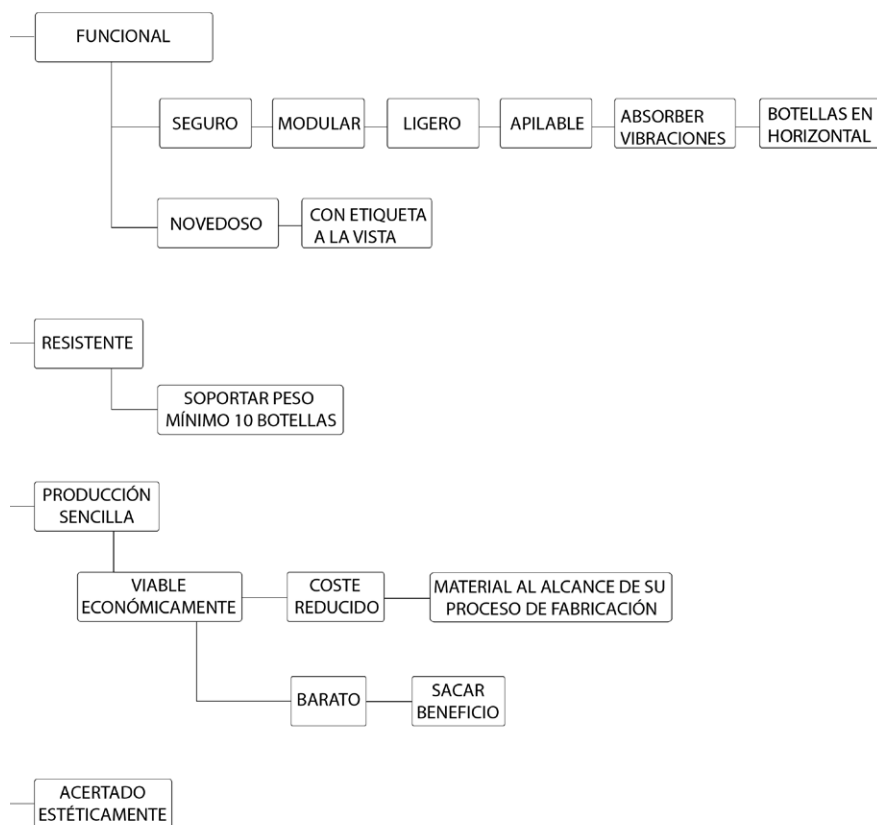 FUNCIONAL
SEGURO
MODULAR
LIGERO
APILABLE
ABSORBER
VIBRACIONES
BOTELLAS EN
HORIZONTAL
NOVEDOSO
CON ETIQUETA
A LA VISTA
RESISTENTE
SOPORTAR PESO
MÍNIMO 10 BOTELLAS
PRODUCCIÓN
SENCILLA
VIABLE
ECONÓMICAMENTE
COSTE
REDUCIDO
MATERIAL AL ALCANCE DE SU
PROCESO DE FABRICACIÓN
BARATO
SACAR
BENEFICIO
ACERTADO
ESTÉTICAMENTE